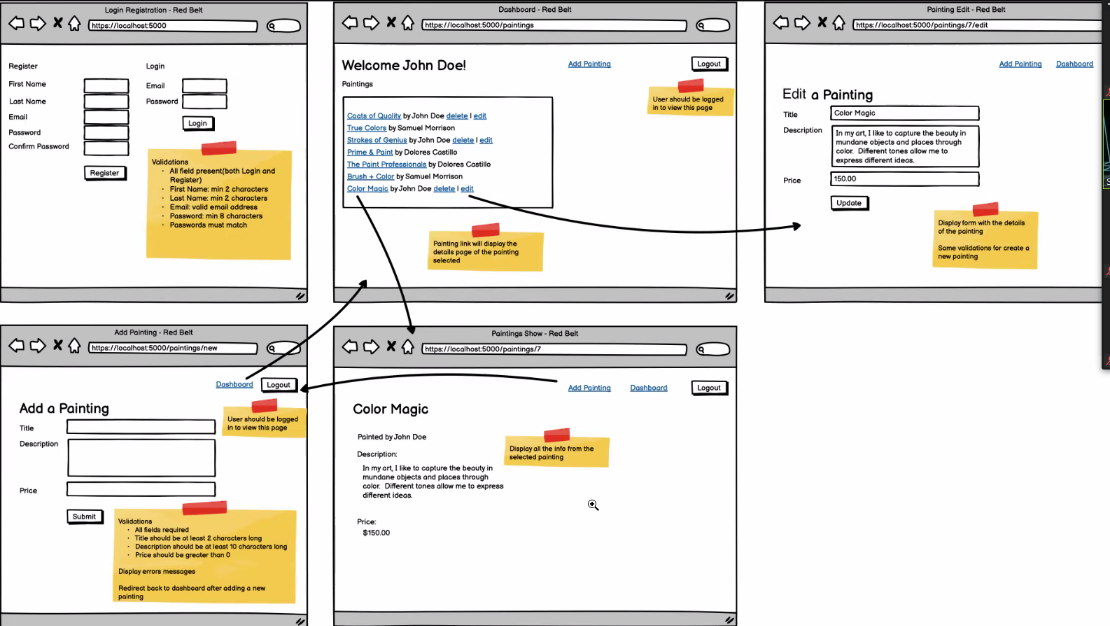 Login Registration - Red Belt
https://localhost:5000
Register
First Name
Last Name
Email
Password
Confirm Password
Register
Login
Email
Password
Login
Validations
• All field present(both Login and
Register)
• First Name: min 2 characters
• Last Name: min 2 characters
• Email: valid email address
• Password: min 8 characters
• Passwords must match
Dashboard - Red Belt
https://localhost:5000/paintings
Welcome John Doe!
Add Painting
Logout
Paintings
User should be logged
in to view this page
Coats of Quality by John Doe delete | edit
True Colors by Samuel Morrison
Strokes of Genius by John Doe delete | edit
Prime & Paint by Dolores Castillo
The Paint Professionals by Dolores Castillo
Brush + Color by Samuel Morrison
Color Magic by John Doe delete | edit
Painting link will display the
details page of the painting
selected
Painting Edit - Red Belt
https://localhost:5000/paintings/7/edit
Add Painting Dashboard
Edit a Painting
Title
Color Magic
Description
In my art, I like to capture the beauty in
mundane objects and places through
color. Different tones allow me to
express different ideas.
Price
150.00
Update
Display form with the details
of the painting
Same validations for create a
new painting
Add Painting - Red Belt
https://localhost:5000/paintings/new
Dashboard
Logout
Add a Painting
User should be logged
in to view this page
Title
Description
Price
Submit
Validations
• All fields required
• Title should be at least 2 characters long
• Description should be at least 10 characters long
• Price should be greater than 0
Display errors messages
Redirect back to dashboard after adding a new
painting
Paintings Show - Red Belt
https://localhost:5000/paintings/7
Add Painting Dashboard Logout
Color Magic
Painted by John Doe
Display all the info from the
selected painting
Description:
In my art, I like to capture the beauty in
mundane objects and places through
color. Different tones allow me to express
different ideas.
Price:
$150.00